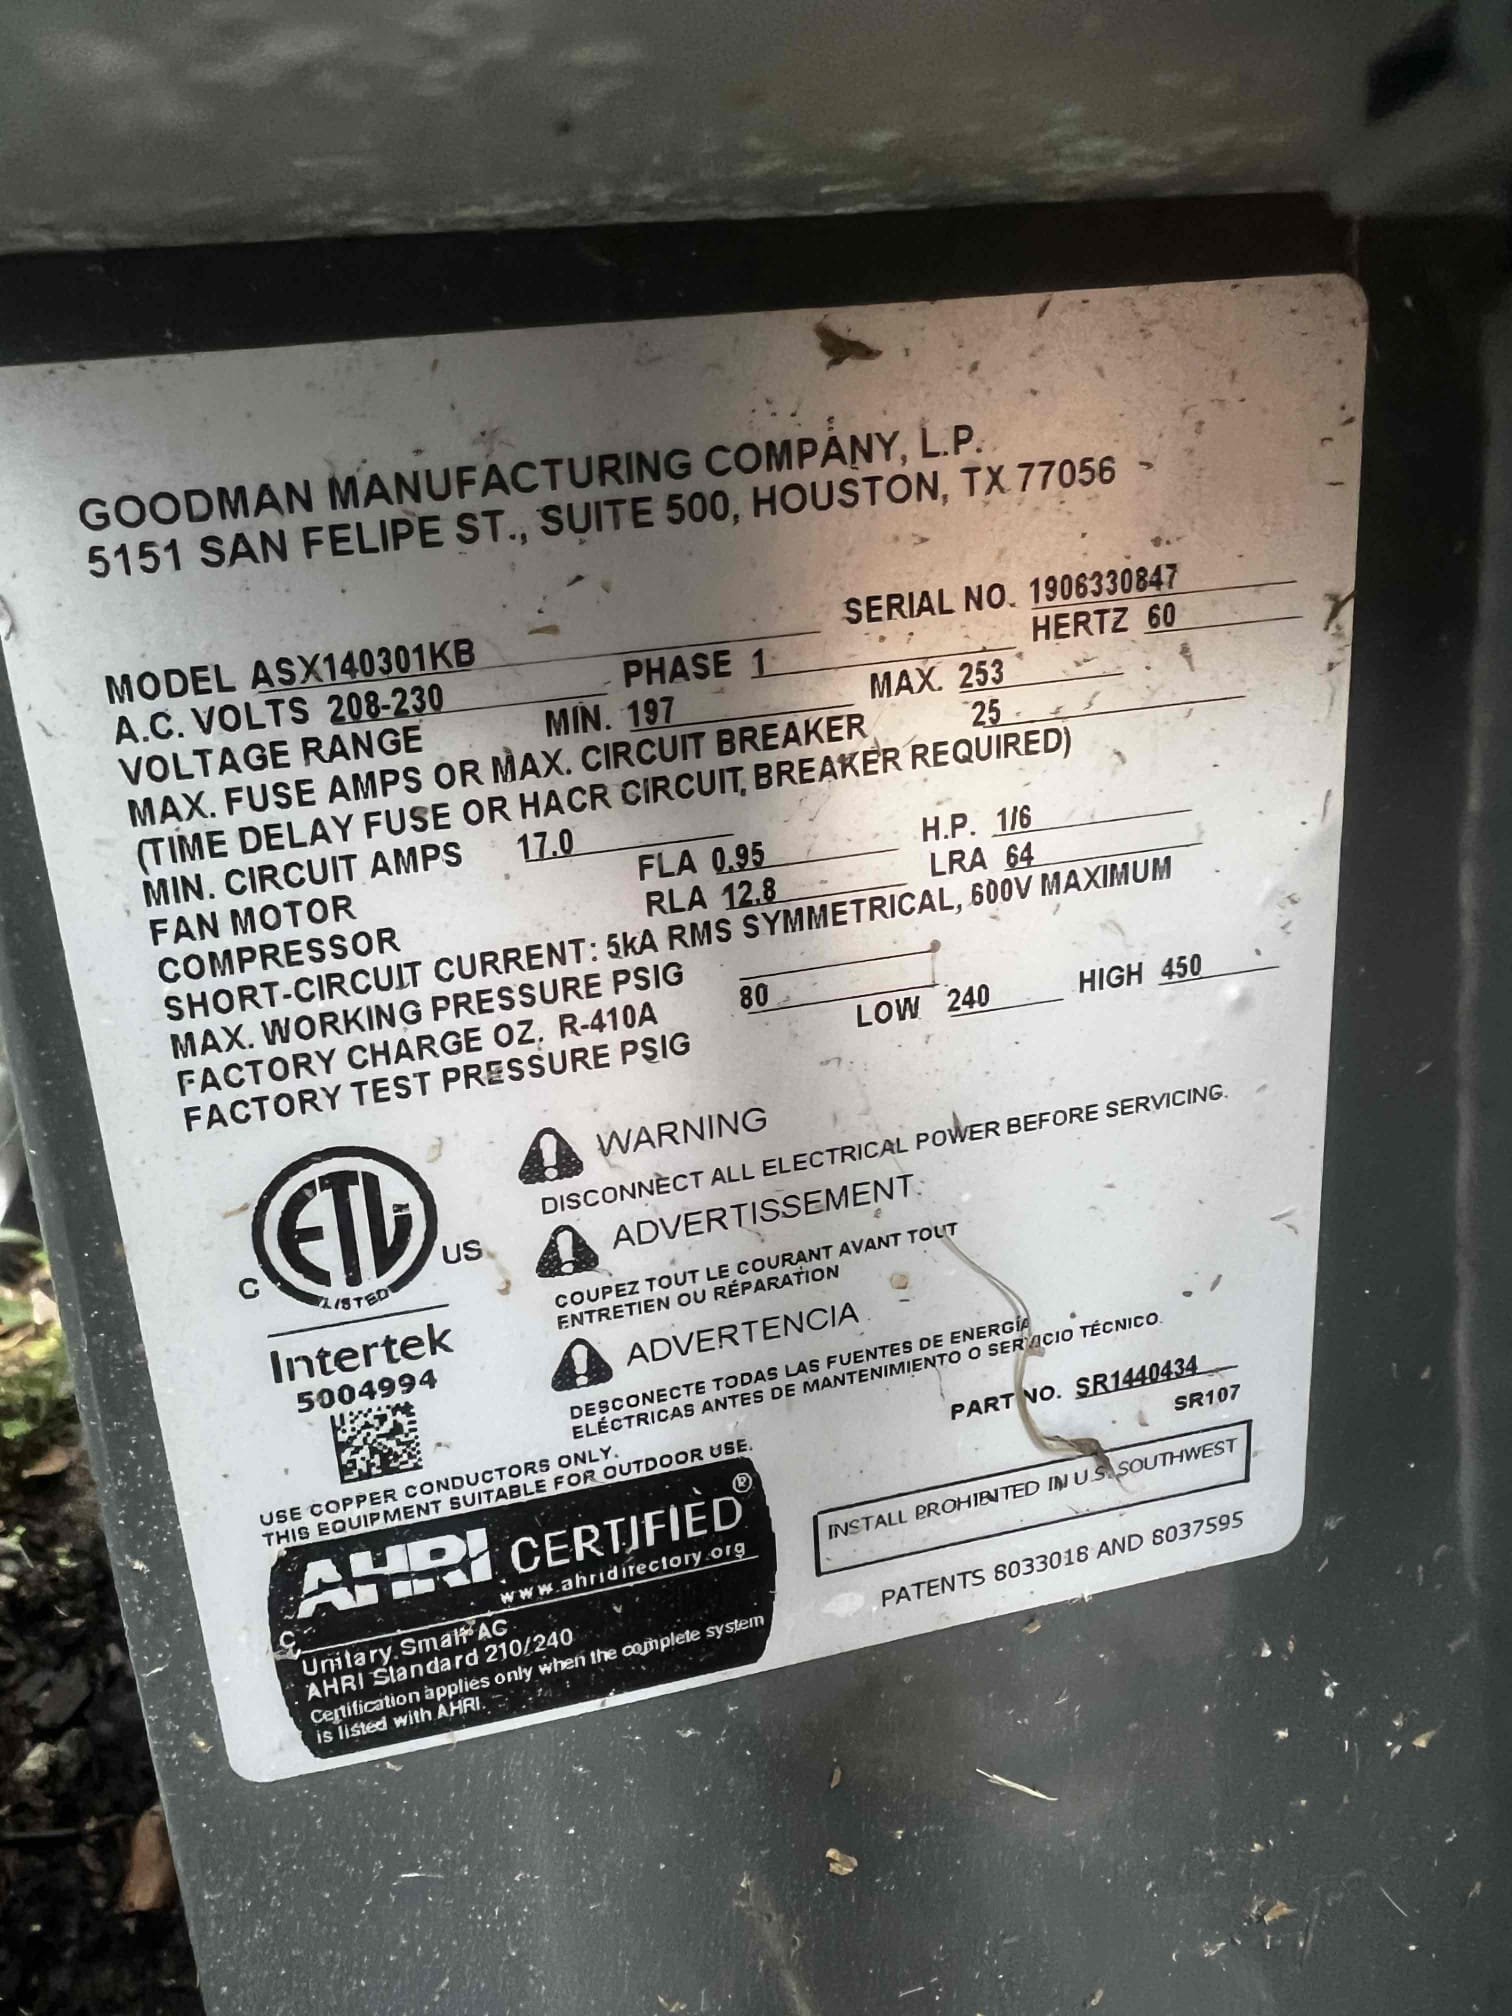 GOODMAN MANUFACTURING COMPANY, L.P.
5151 SAN FELIPE ST., SUITE 500, HOUSTON, TX 77056
SERIAL NO. 1906330847
MODEL ASX140301KB
HERTZ 60
A.C. VOLTS 208-230 PHASE 1
VOLTAGE RANGE MIN. 197 MAX. 253
MAX. FUSE AMPS OR MAX. CIRCUIT BREAKER 25
(TIME DELAY FUSE OR HACR CIRCUIT BREAKER REQUIRED)
MIN. CIRCUIT AMPS 17.0
FAN MOTOR FLA 0.95 H.P. 1/6
COMPRESSOR RLA 12.8 LRA 64
SHORT-CIRCUIT CURRENT: 5kA RMS SYMMETRICAL, 600V MAXIMUM
MAX. WORKING PRESSURE PSIG
FACTORY CHARGE OZ. R-410A 80
FACTORY TEST PRESSURE PSIG LOW 240 HIGH 450
WARNING
DISCONNECT ALL ELECTRICAL POWER BEFORE SERVICING.
ADVERTISSEMENT
COUPEZ TOUT LE COURANT AVANT TOUT
ENTRETIEN OU RÉPARATION
ADVERTENCIA
DESCONECTE TODAS LAS FUENTES DE ENERGÍA
ELÉCTRICAS ANTES DE MANTENIMIENTO O SERVICIO TÉCNICO.
C ETL US
LISTED
Intertek
5004994
PART NO. SR1440434
SR107
USE COPPER CONDUCTORS ONLY.
THIS EQUIPMENT SUITABLE FOR OUTDOOR USE.
AHRI CERTIFIED®
www.ahridirectory.org
C
Unitary Small AC
AHRI Standard 210/240
Certification applies only when the complete system
is listed with AHRI.
INSTALL PROHIBITED IN U.S. SOUTHWEST
PATENTS 8033018 AND 8037595